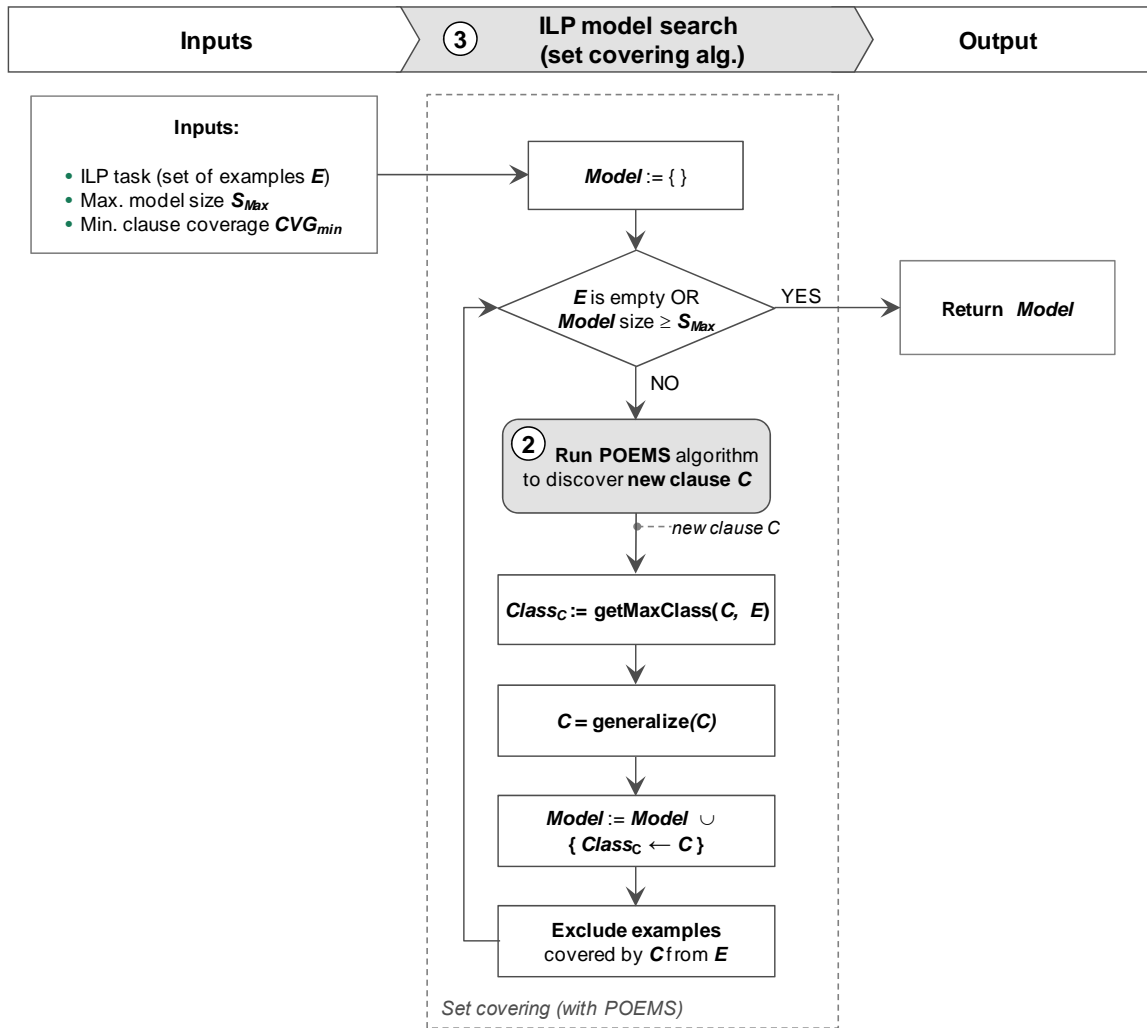 Inputs
3
ILP model search
(set covering alg.)
Output
Inputs:
• ILP task (set of examples E)
• Max. model size S_Max
• Min. clause coverage CVG_min
Model := { }
E is empty OR
Model size ≥ S_Max
YES
Return Model
NO
2
Run POEMS algorithm
to discover new clause C
new clause C
Class_C := getMaxClass(C, E)
C = generalize(C)
Model := Model ∪
{ Class_C ← C }
Exclude examples
covered by C from E
Set covering (with POEMS)